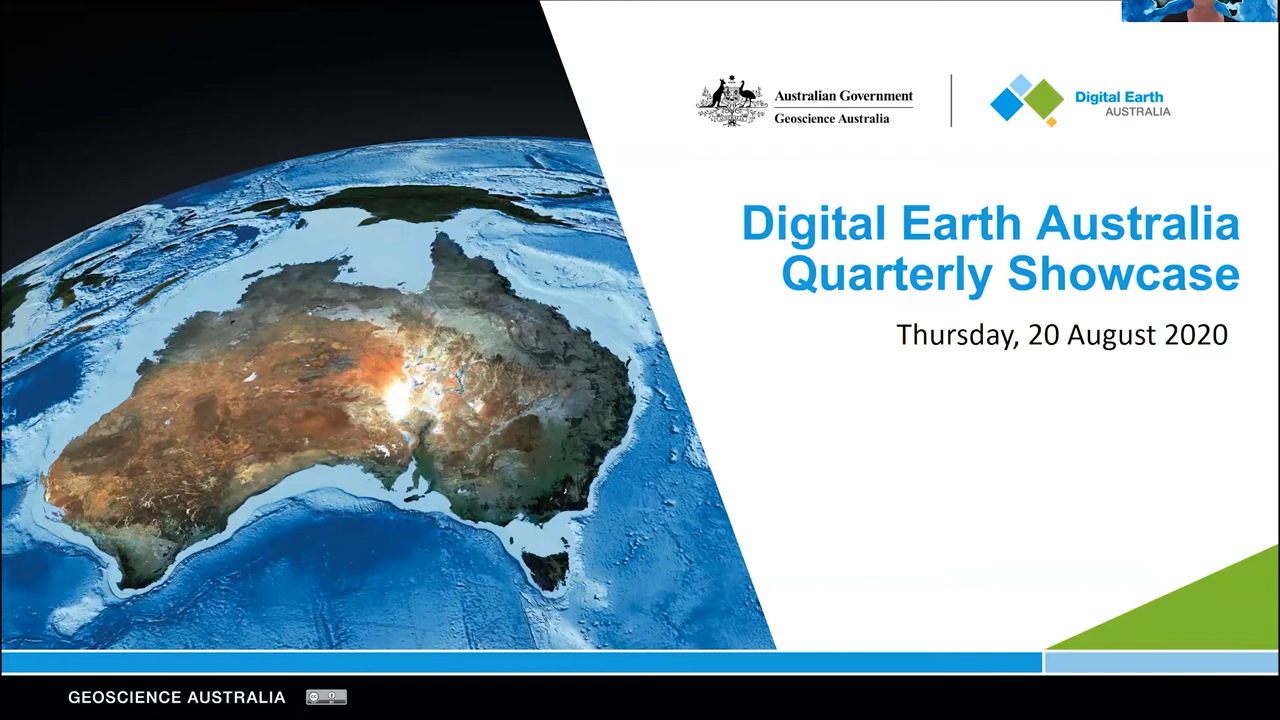 Australian Government
Geoscience Australia
Digital Earth
AUSTRALIA
Digital Earth Australia
Quarterly Showcase
Thursday, 20 August 2020
GEOSCIENCE AUSTRALIA